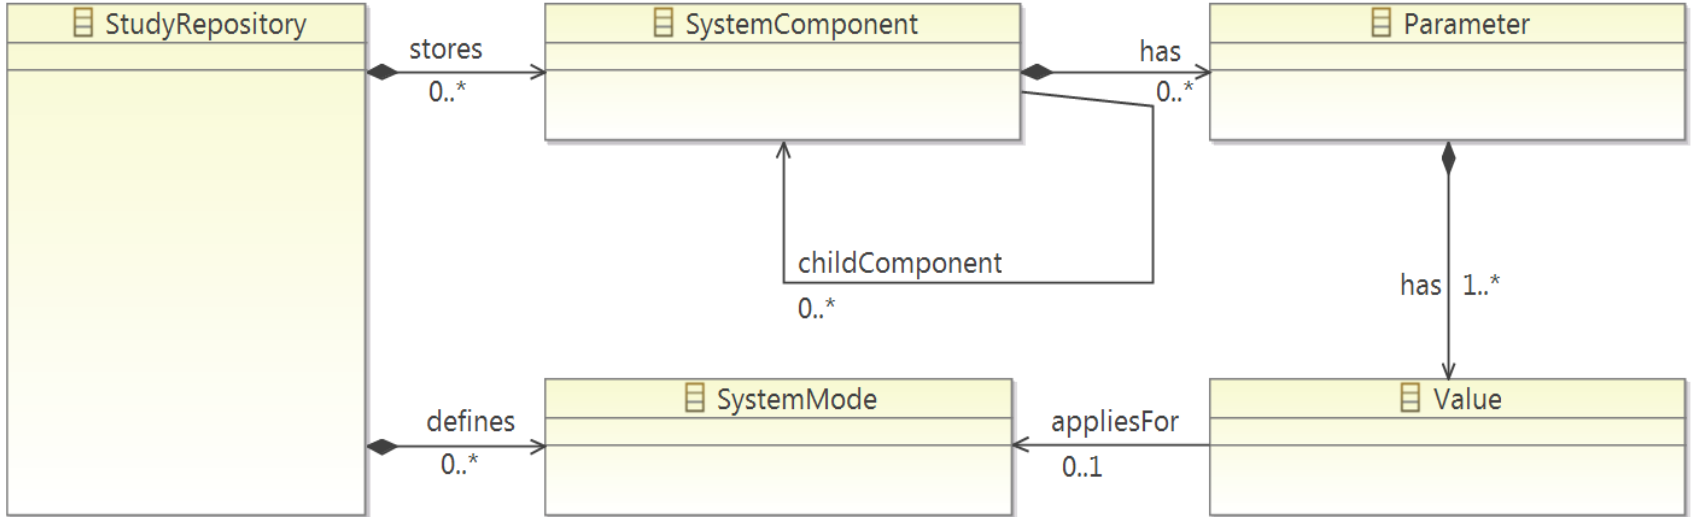 StudyRepository
stores
0..*
SystemComponent
has
0..*
Parameter
childComponent
0..*
has 1..*
defines
0..*
SystemMode
appliesFor
0..1
Value